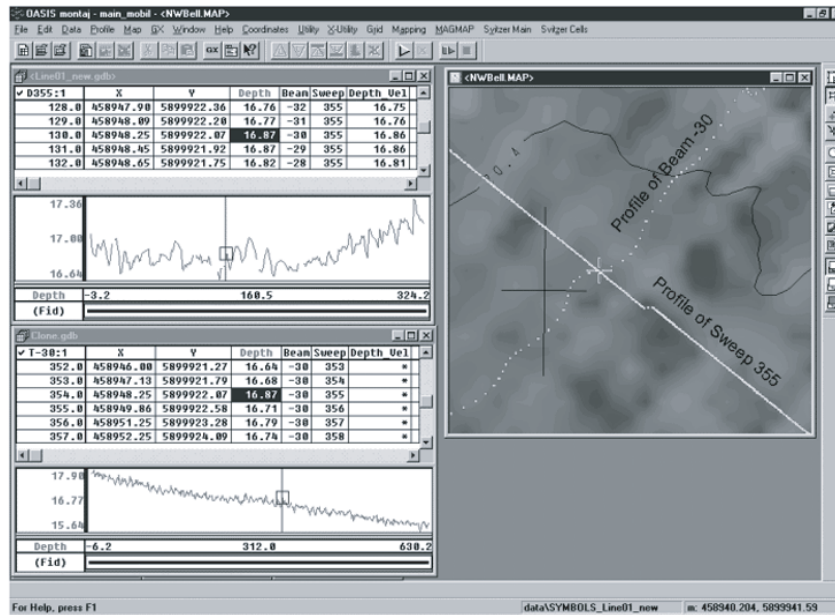 OASIS montaj - main_mobil - <NWBell.MAP>
File Edit Data Profile Map GX Window Help Coordinates Utility X-Utility Grid Mapping MAGMAP Svitzer Main Svitzer Cells
GX
<Line01_new.gdb>
✓ D355:1 X Y Depth Beam Sweep Depth_Vel
128.0 458947.90 5899922.36 16.76 -32 355 16.75
129.0 458948.09 5899922.20 16.77 -31 355 16.76
130.0 458948.25 5899922.07 16.87 -30 355 16.86
131.0 458948.45 5899921.92 16.87 -29 355 16.86
132.0 458948.65 5899921.75 16.82 -28 355 16.81
17.36
17.00
16.64
Depth -3.2 160.5 324.2
(Fid)
Clone.gdb
✓ T-30:1 X Y Depth Beam Sweep Depth_Vel
352.0 458946.00 5899921.27 16.64 -30 353 *
353.0 458947.13 5899921.79 16.68 -30 354 *
354.0 458948.25 5899922.07 16.87 -30 355 *
355.0 458949.86 5899922.58 16.71 -30 356 *
356.0 458951.25 5899923.28 16.79 -30 357 *
357.0 458952.25 5899924.09 16.74 -30 358 *
17.90
16.77
15.64
Depth -6.2 312.0 630.2
(Fid)
<NWBell.MAP>
Profile of Beam -30
Profile of Sweep 355
For Help, press F1
data\SYMBOLS_Line01_new
m: 458940.204, 5899941.59